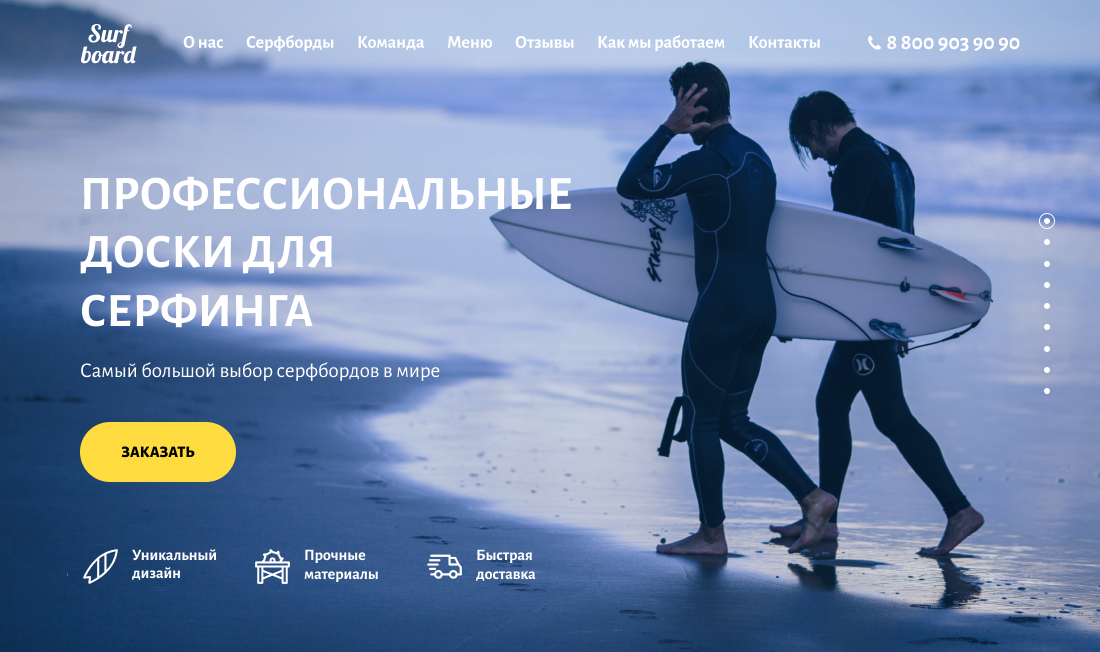 Surf
board
О нас Серфборды Команда Меню Отзывы Как мы работаем Контакты 8 800 903 90 90
ПРОФЕССИОНАЛЬНЫЕ
ДОСКИ ДЛЯ
СЕРФИНГА
STACEY
Самый большой выбор серфбордов в мире
ЗАКАЗАТЬ
Уникальный
дизайн
Прочные
материалы
Быстрая
доставка